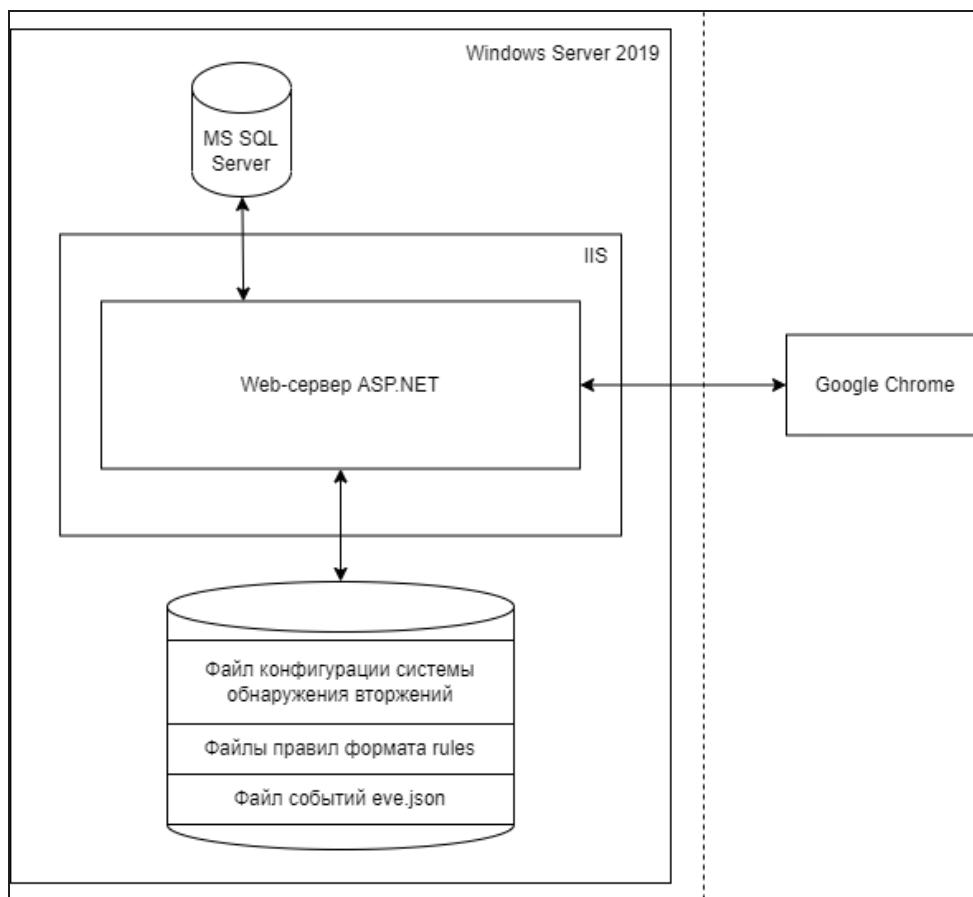 Windows Server 2019
MS SQL
Server
IIS
Web-сервер ASP.NET
Google Chrome
Файл конфигурации системы
обнаружения вторжений
Файлы правил формата rules
Файл событий eve.json